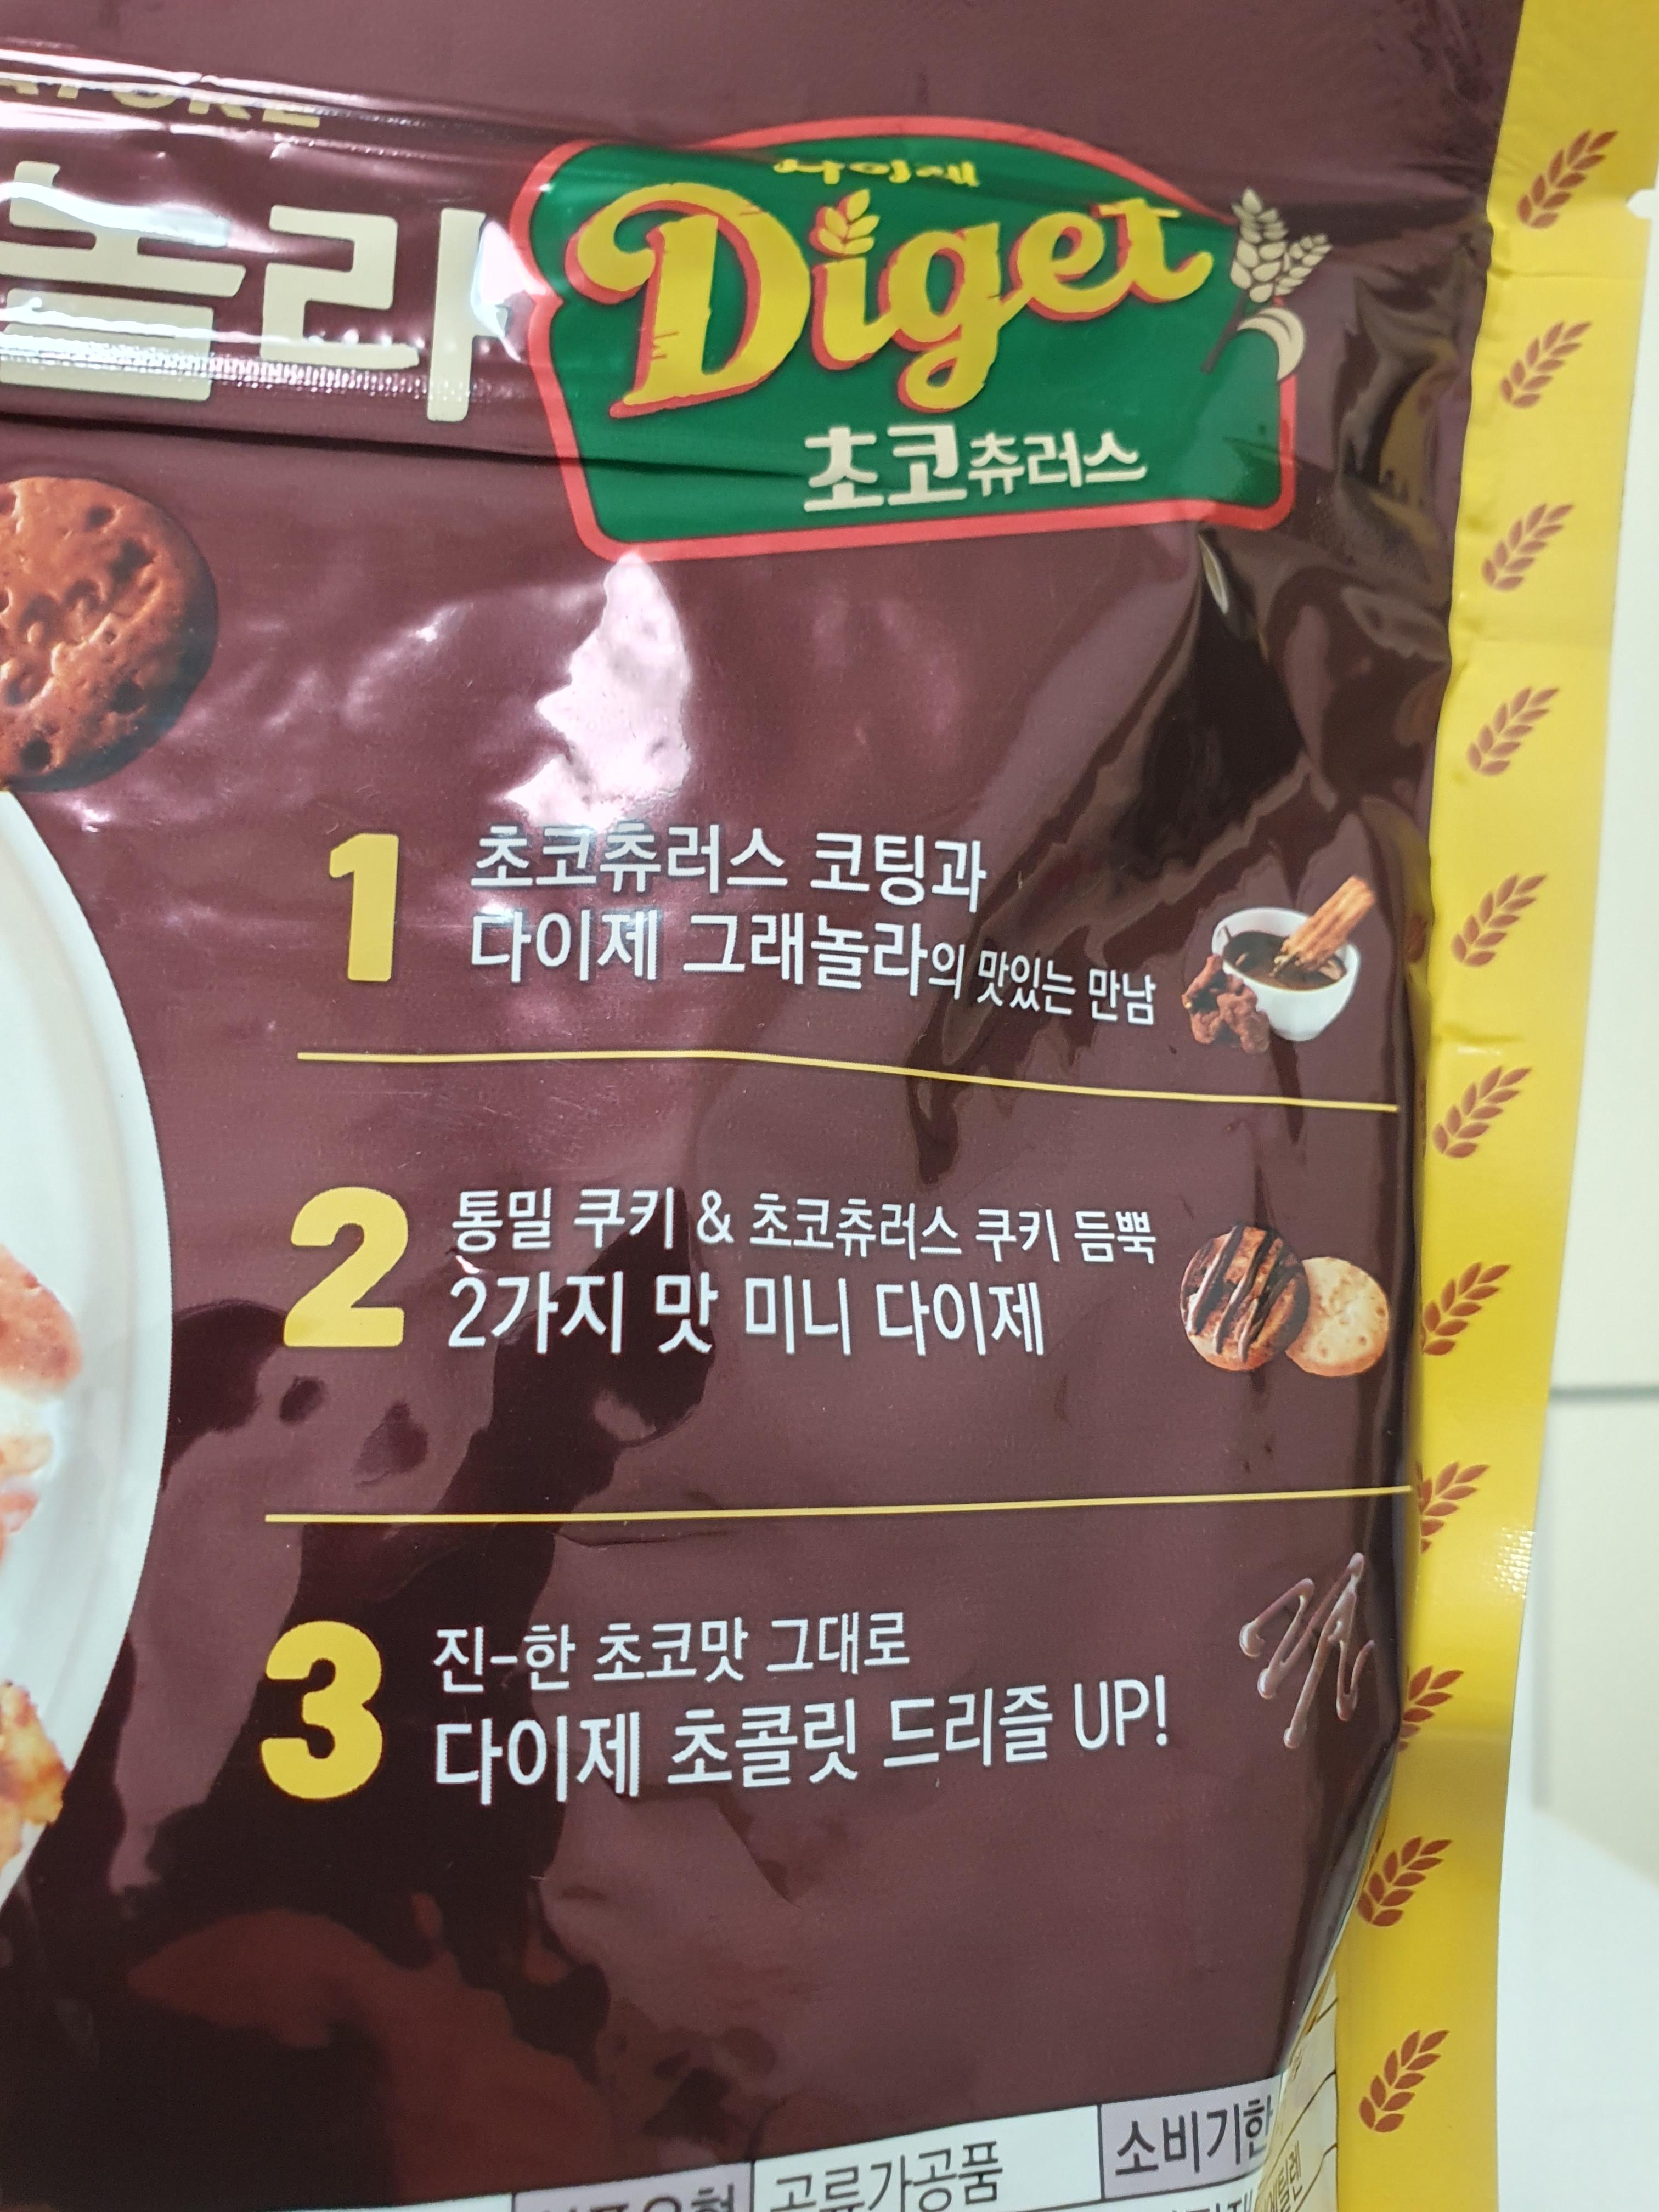 놀라
다이제
Diget
초코츄러스
1 초코츄러스 코팅과
다이제 그래놀라의 맛있는 만남
2 통밀 쿠키 & 초코츄러스 쿠키 듬뿍
2가지 맛 미니 다이제
3 진-한 초코맛 그대로
다이제 초콜릿 드리즐 UP!
곡류가공품 소비기한